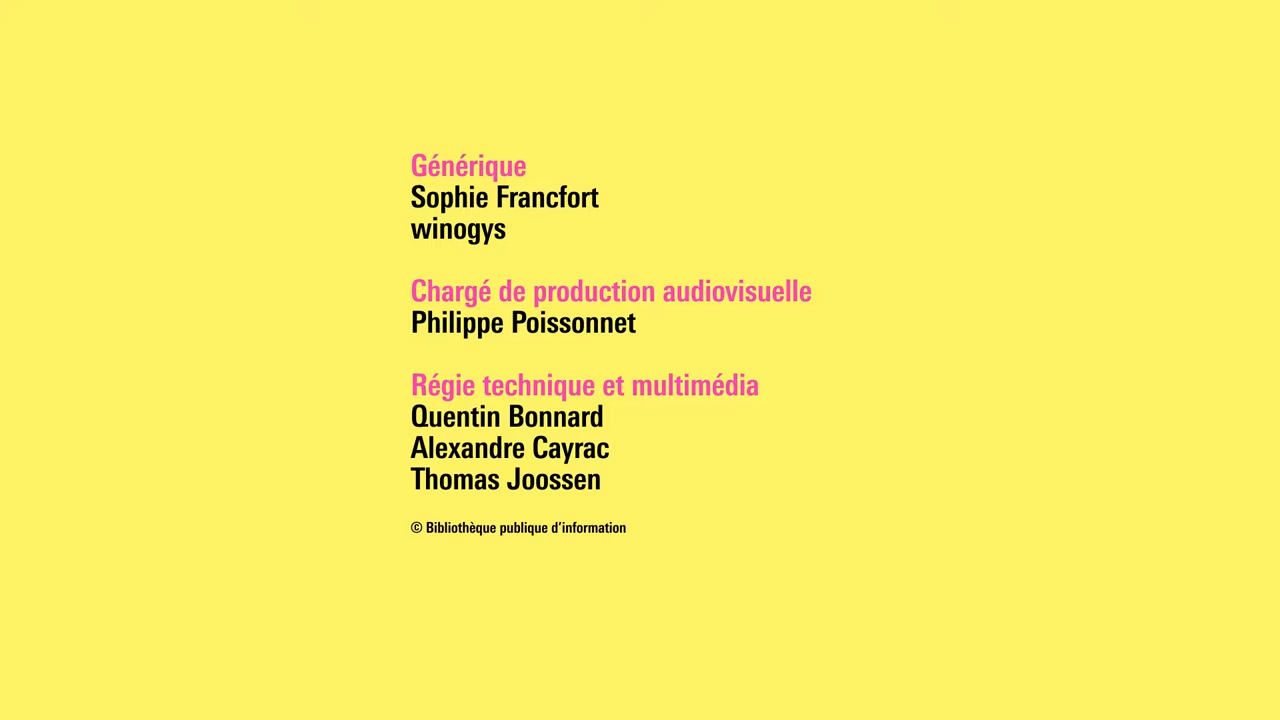 Générique
Sophie Francfort
winogys
Chargé de production audiovisuelle
Philippe Poissonnet
Régie technique et multimédia
Quentin Bonnard
Alexandre Cayrac
Thomas Joossen
© Bibliothèque publique d’information